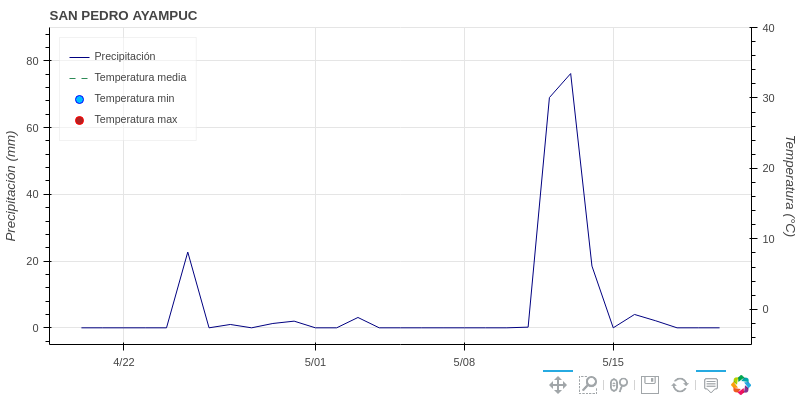 SAN PEDRO AYAMPUC
Precipitación
Temperatura media
Temperatura min
Temperatura max
Precipitación (mm)
80
60
40
20
0
Temperatura (°C)
40
30
20
10
0
4/22
5/01
5/08
5/15